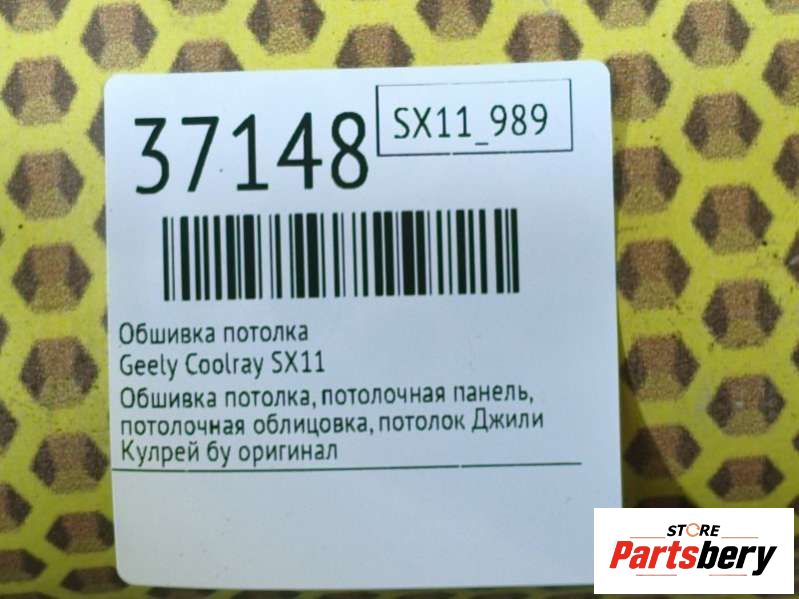 37148
SX11_989
Обшивка потолка
Geely Coolray SX11
Обшивка потолка, потолочная панель,
потолочная облицовка, потолок Джили
Кулрей бу оригинал
STORE
Partsbery